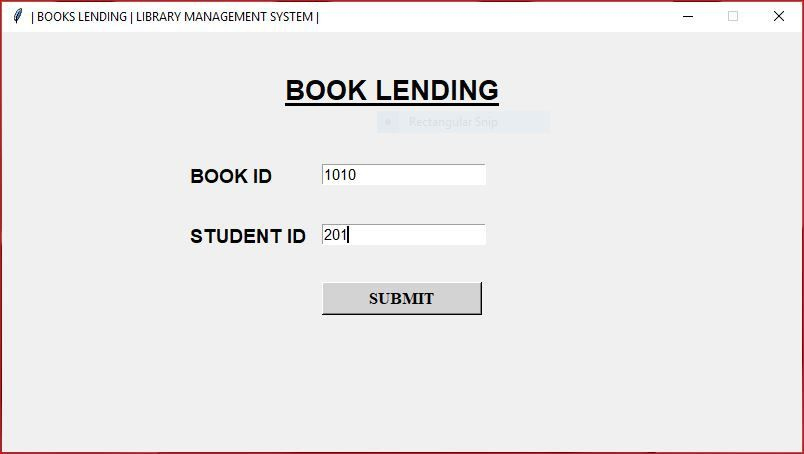 | BOOKS LENDING | LIBRARY MANAGEMENT SYSTEM |
BOOK LENDING
Rectangular Snip
BOOK ID 1010
STUDENT ID 201
SUBMIT